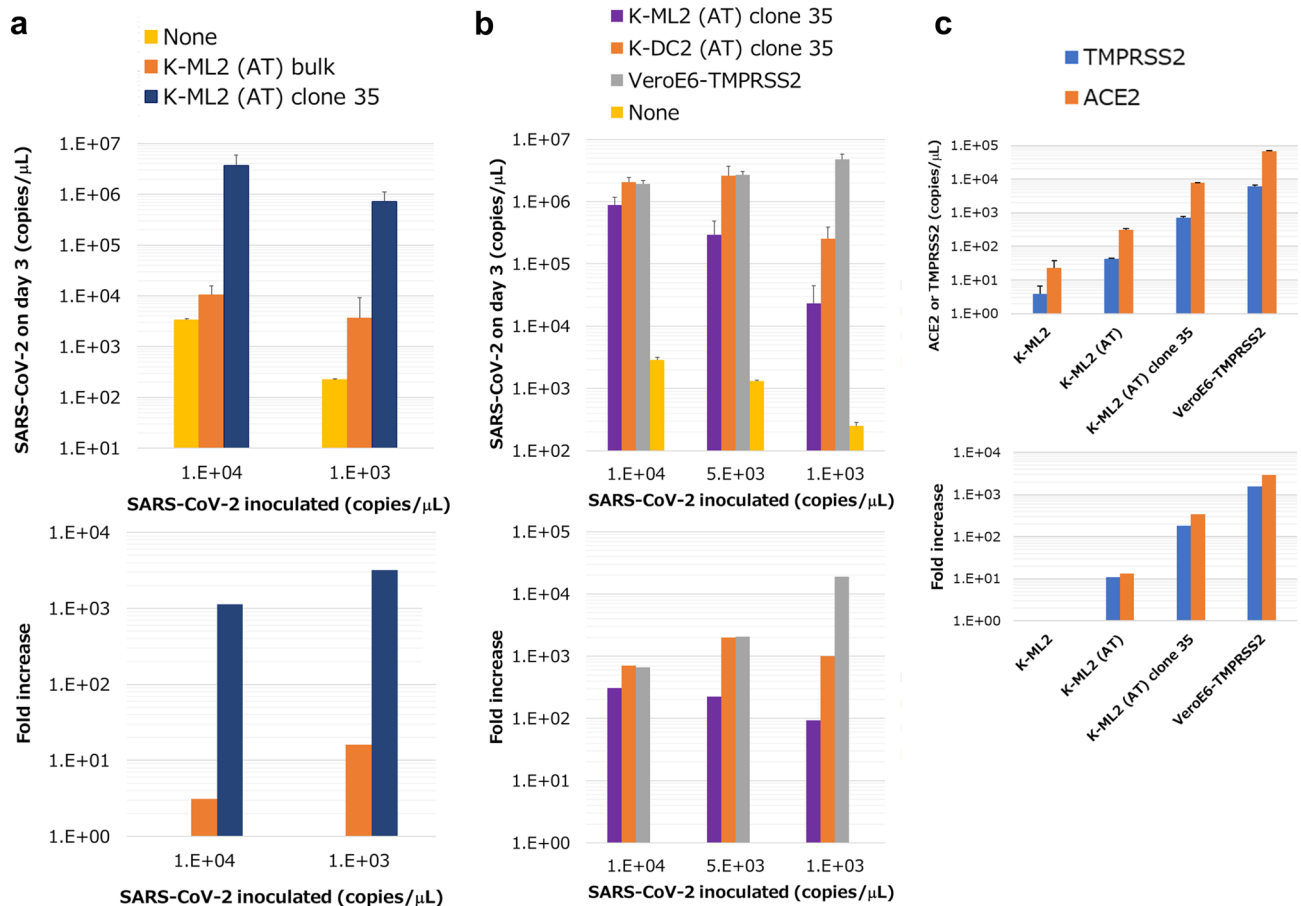 a
None
K-ML2 (AT) bulk
K-ML2 (AT) clone 35
SARS-CoV-2 on day 3 (copies/μL)
1.E+07
1.E+06
1.E+05
1.E+04
1.E+03
1.E+02
1.E+01
1.E+04
1.E+03
SARS-CoV-2 inoculated (copies/μL)
Fold increase
1.E+04
1.E+03
1.E+02
1.E+01
1.E+00
1.E+04
1.E+03
SARS-CoV-2 inoculated (copies/μL)
b
K-ML2 (AT) clone 35
K-DC2 (AT) clone 35
VeroE6-TMPRSS2
None
SARS-CoV-2 on day 3 (copies/μL)
1.E+07
1.E+06
1.E+05
1.E+04
1.E+03
1.E+02
1.E+04
5.E+03
1.E+03
SARS-CoV-2 inoculated (copies/μL)
Fold increase
1.E+05
1.E+04
1.E+03
1.E+02
1.E+01
1.E+00
1.E+04
5.E+03
1.E+03
SARS-CoV-2 inoculated (copies/μL)
c
TMPRSS2
ACE2
ACE2 or TMPRSS2 (copies/μL)
1.E+05
1.E+04
1.E+03
1.E+02
1.E+01
1.E+00
K-ML2
K-ML2 (AT)
K-ML2 (AT) clone 35
VeroE6-TMPRSS2
Fold increase
1.E+04
1.E+03
1.E+02
1.E+01
1.E+00
K-ML2
K-ML2 (AT)
K-ML2 (AT) clone 35
VeroE6-TMPRSS2